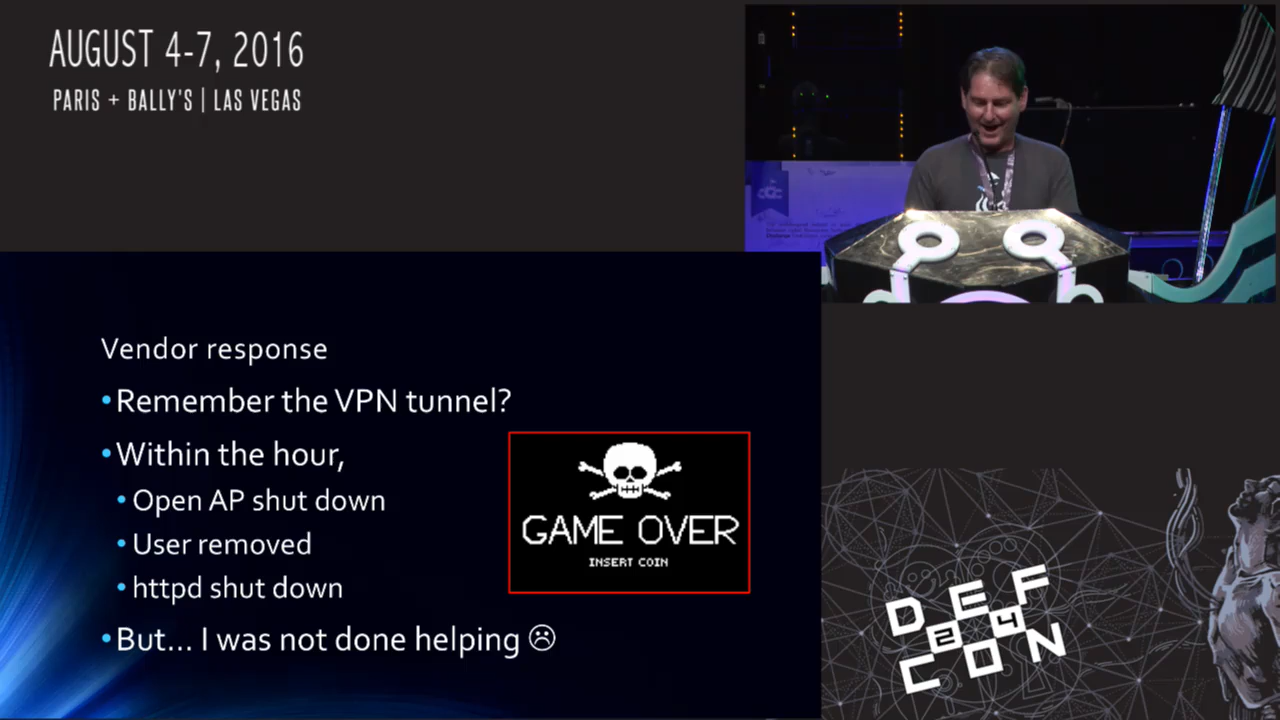 AUGUST 4-7, 2016
PARIS + BALLY'S | LAS VEGAS
Vendor response
•Remember the VPN tunnel?
•Within the hour,
•Open AP shut down
•User removed
•httpd shut down
•But... I was not done helping ☹
GAME OVER
INSERT COIN
DEF
24
CON